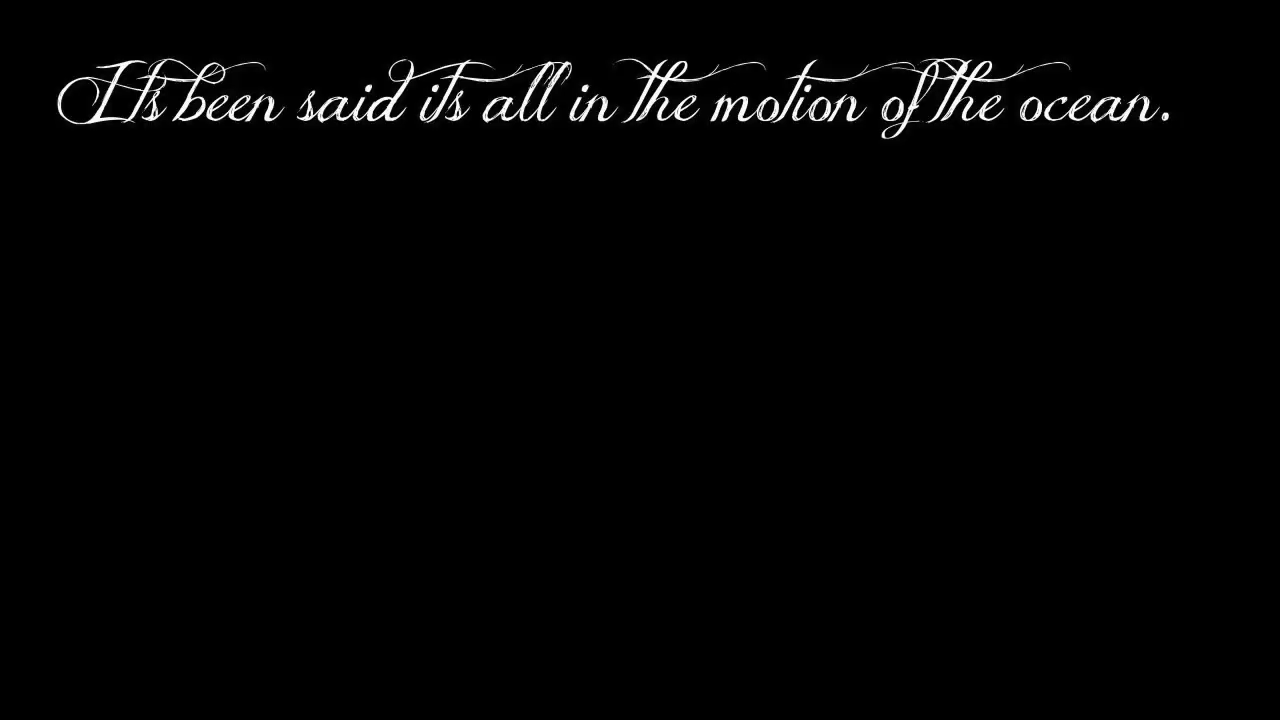 Its been said its all in the motion of the ocean.